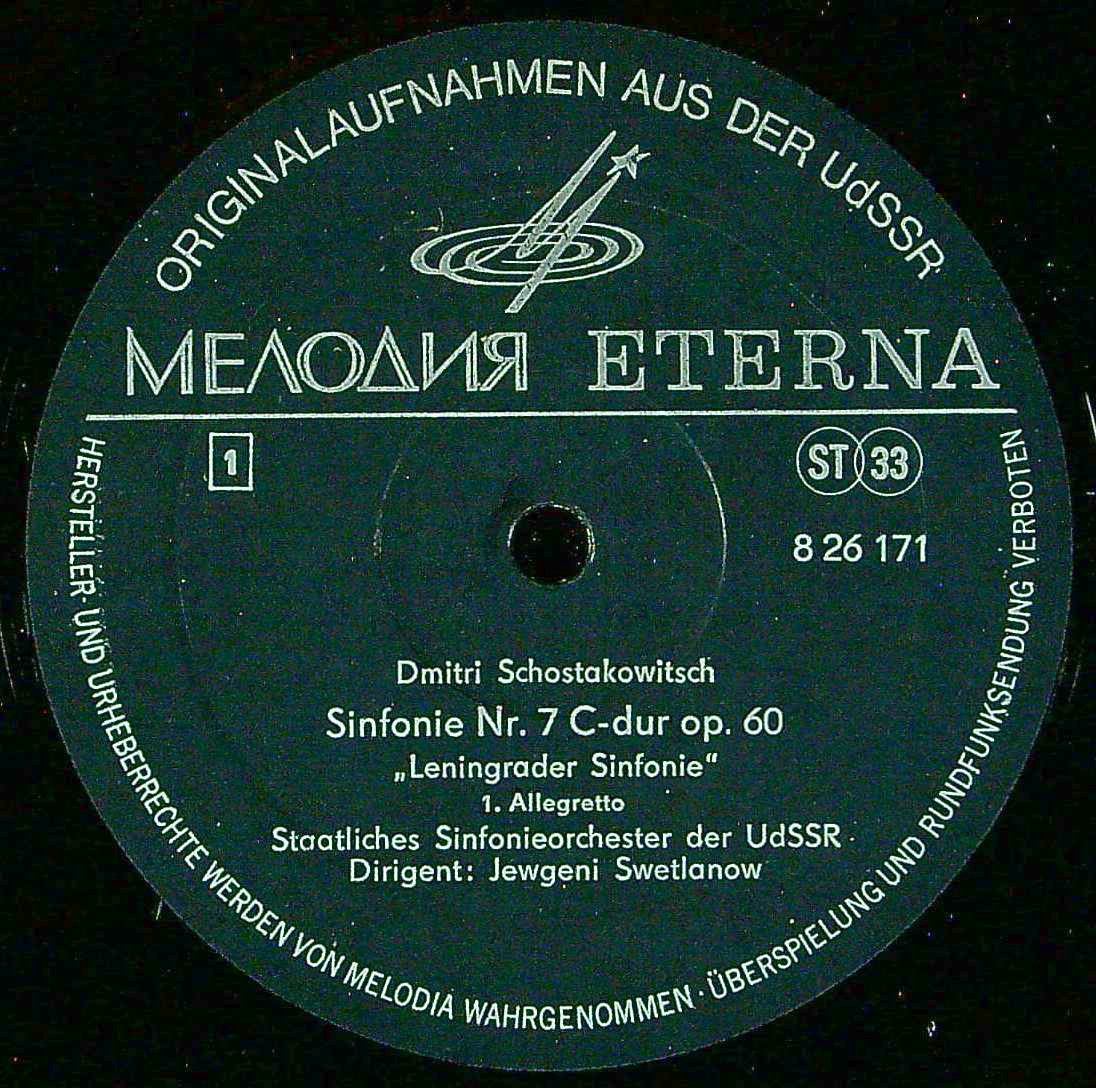 ORIGINALAUFNAHMEN AUS DER UdSSR
МЕЛОДИЯ ETERNA
1
ST 33
8 26 171
Dmitri Schostakowitsch
Sinfonie Nr. 7 C-dur op. 60
„Leningrader Sinfonie“
1. Allegretto
Staatliches Sinfonieorchester der UdSSR
Dirigent: Jewgeni Swetlanow
HERSTELLER- UND URHEBERRECHTE WERDEN VON MELODIA WAHRGENOMMEN · ÜBERSPIELUNG UND RUNDFUNKSENDUNG VERBOTEN